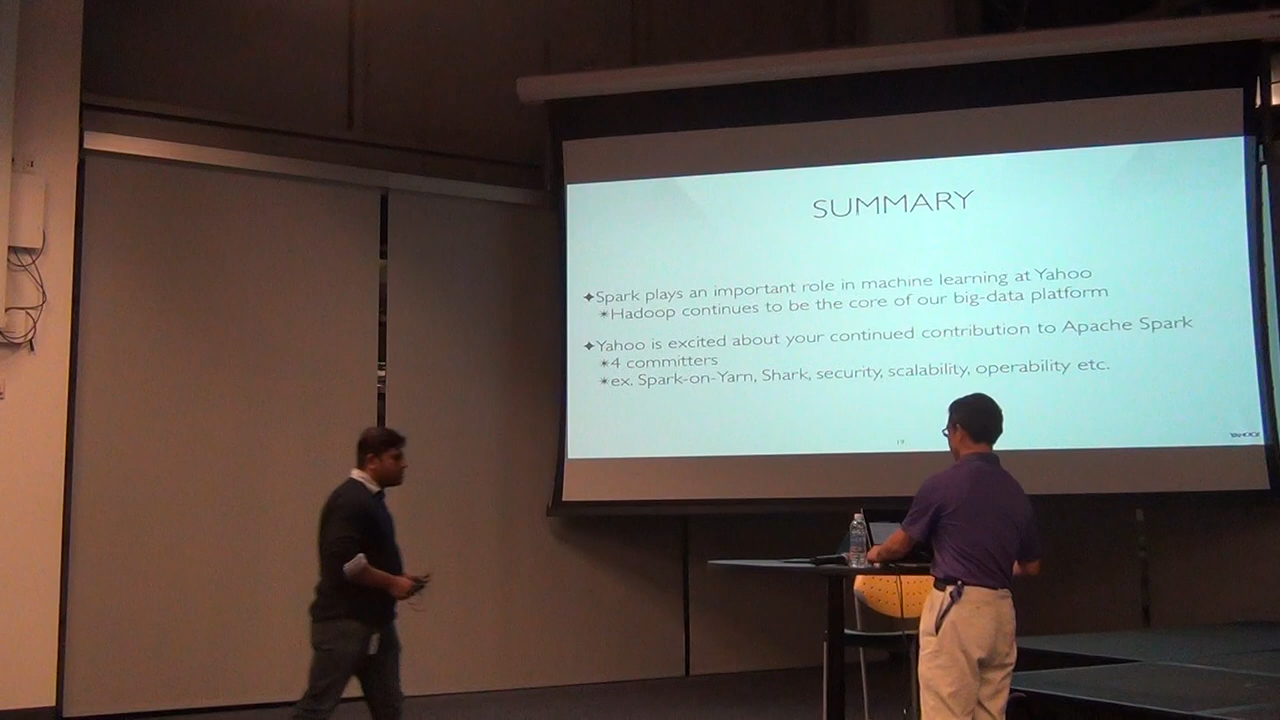 SUMMARY
✦Spark plays an important role in machine learning at Yahoo
✴Hadoop continues to be the core of our big-data platform
✦Yahoo is excited about your continued contribution to Apache Spark
✴4 committers
✴ex. Spark-on-Yarn, Shark, security, scalability, operability etc.
19
YAHOO!